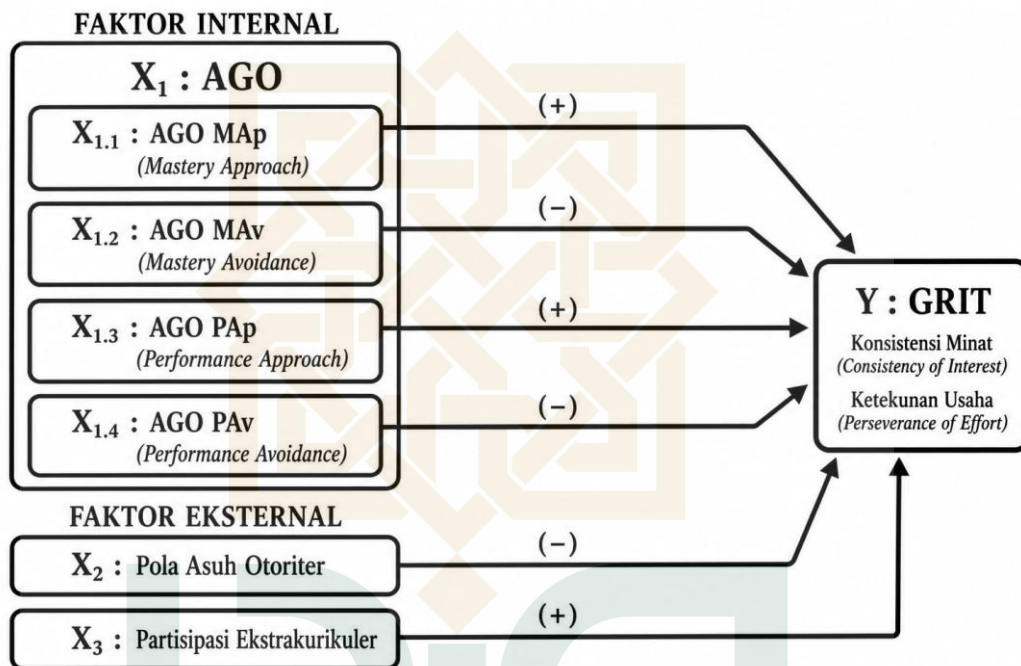 FAKTOR INTERNAL
X₁ : AGO
X₁.₁ : AGO MAp
(Mastery Approach)
(+)
X₁.₂ : AGO MAv
(Mastery Avoidance)
(−)
X₁.₃ : AGO PAp
(Performance Approach)
(+)
X₁.₄ : AGO PAv
(Performance Avoidance)
(−)
Y : GRIT
Konsistensi Minat
(Consistency of Interest)
Ketekunan Usaha
(Perseverance of Effort)
FAKTOR EKSTERNAL
X₂ : Pola Asuh Otoriter
(−)
X₃ : Partisipasi Ekstrakurikuler
(+)